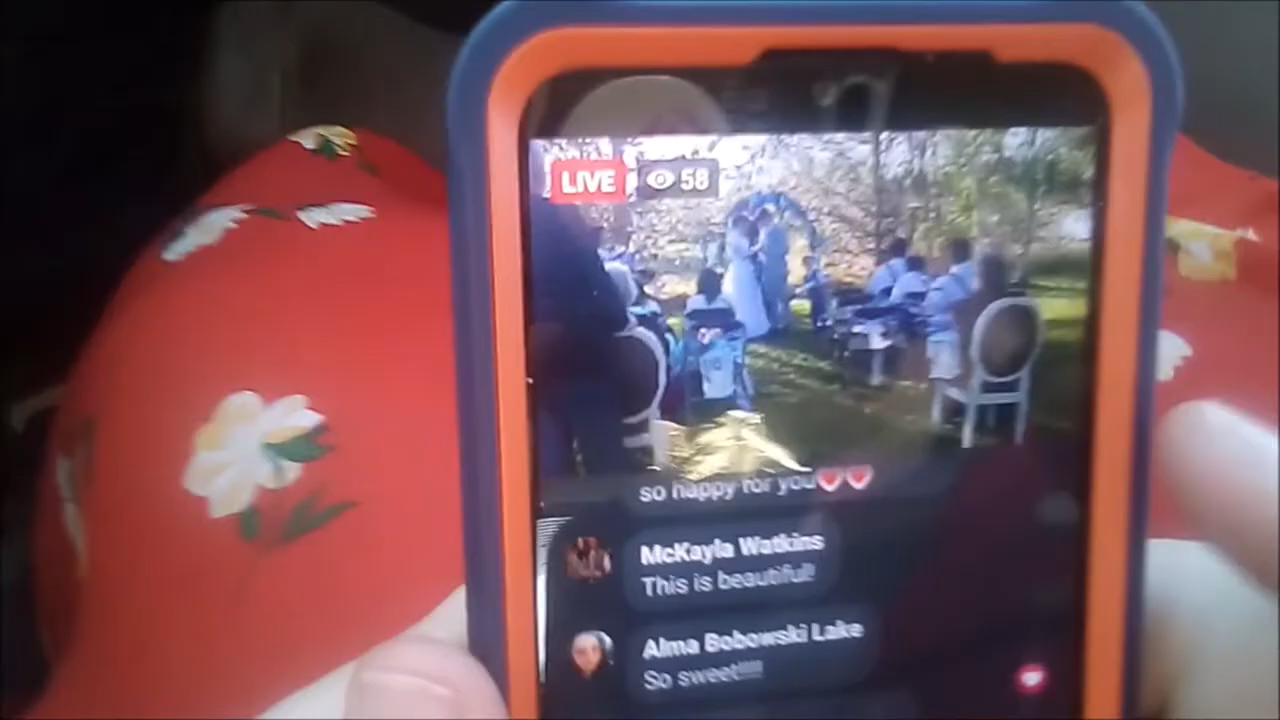 LIVE 58
so happy for you❤️❤️
McKayla Watkins
This is beautiful!
Alma Bobowski Lake
So sweet!!!!